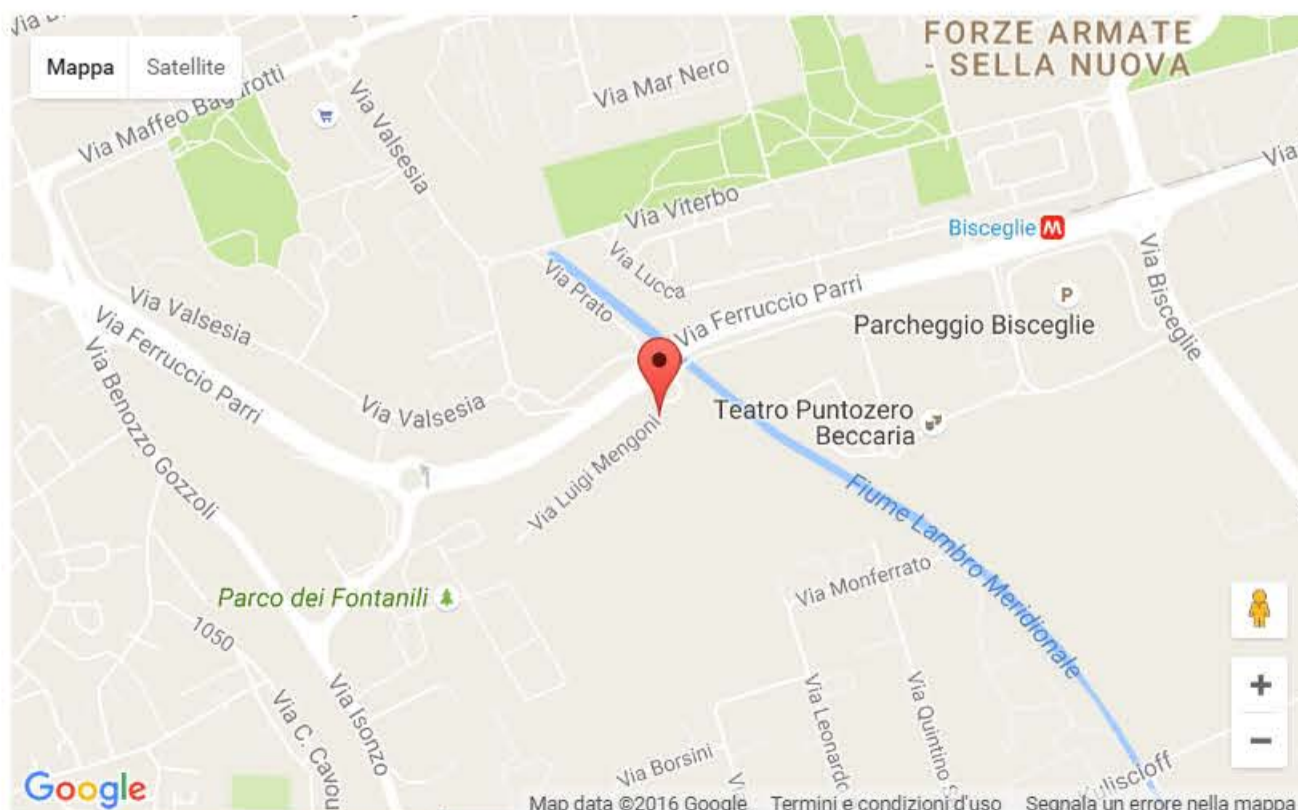 FORZE ARMATE
- SELLA NUOVA
Mappa
Satellite
Via Maffeo Bagarotti
Via Valsesia
Via Mar Nero
Via Viterbo
Via
Bisceglie M
Via Lucca
Via Prato
Via Ferruccio Parri
P
Parcheggio Bisceglie
Via Bisceglie
Via Valsesia
Via Ferruccio Parri
Via Valsesia
Via Benozzo Gozzoli
Teatro Puntozero
Beccaria
Via Luigi Mengoni
Fiume Lambro Meridionale
Via Monferrato
Parco dei Fontanili
1050
Via Isonzo
Via C. Cavou
Via Leonardo
Via Quintino S
Via Borsini
Kuliscioff
+
−
Google
Map data ©2016 Google
Termini e condizioni d'uso
Segnala un errore nella mappa